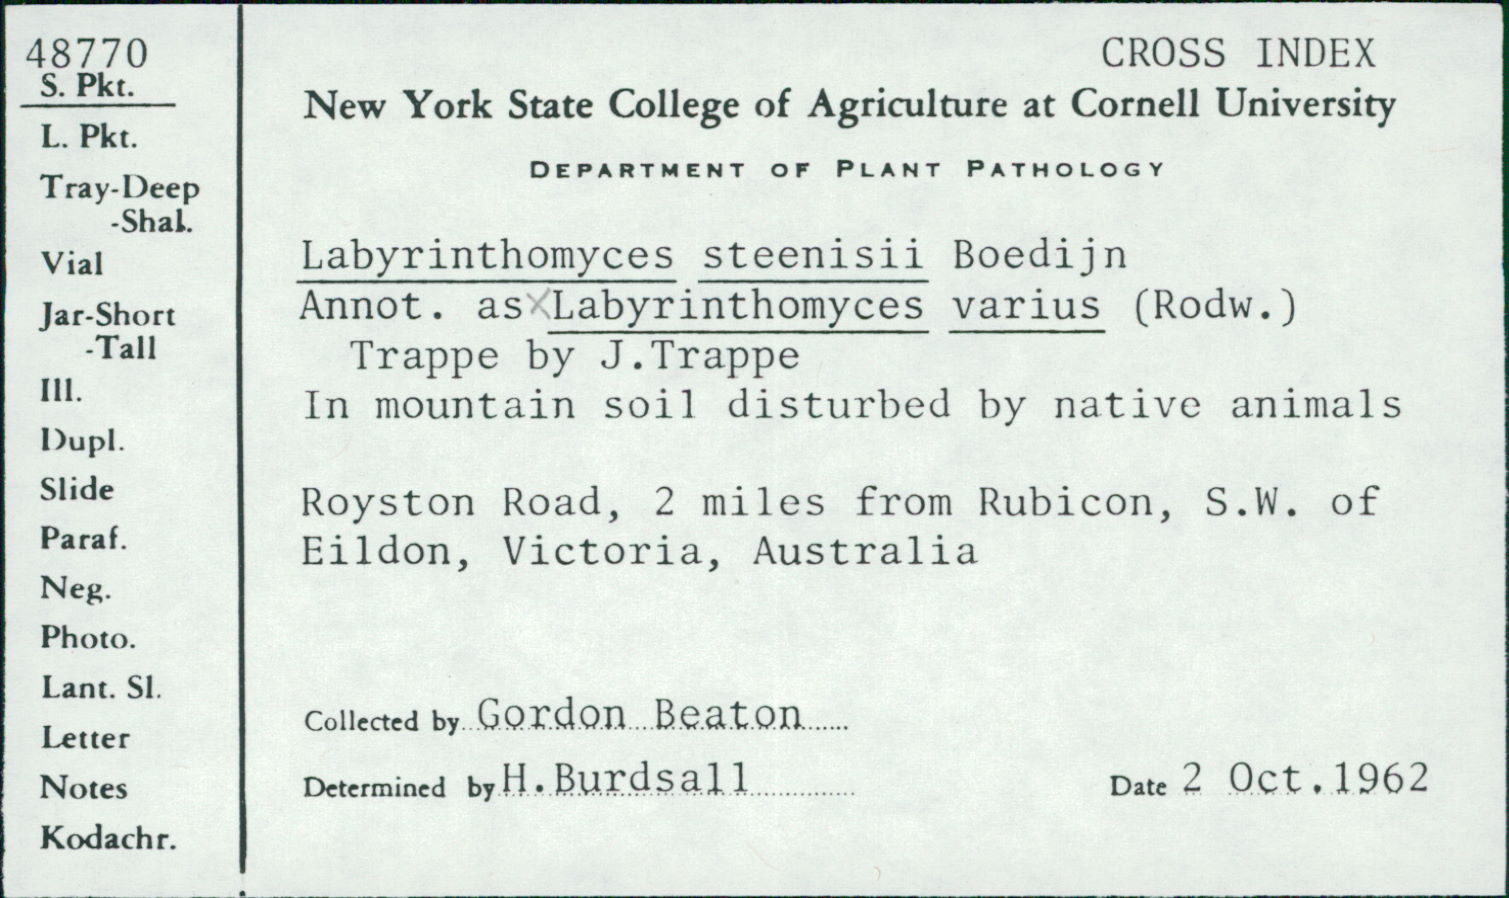 48770
S. Pkt.
L. Pkt.
Tray-Deep
-Shal.
Vial
Jar-Short
-Tall
Ill.
Dupl.
Slide
Paraf.
Neg.
Photo.
Lant. Sl.
Letter
Notes
Kodachr.
CROSS INDEX
New York State College of Agriculture at Cornell University
DEPARTMENT OF PLANT PATHOLOGY
Labyrinthomyces steenisii Boedijn
Annot. as xLabyrinthomyces varius (Rodw.)
Trappe by J.Trappe
In mountain soil disturbed by native animals
Royston Road, 2 miles from Rubicon, S.W. of
Eildon, Victoria, Australia
Collected by Gordon Beaton
Determined by H.Burdsall Date 2 Oct.1962